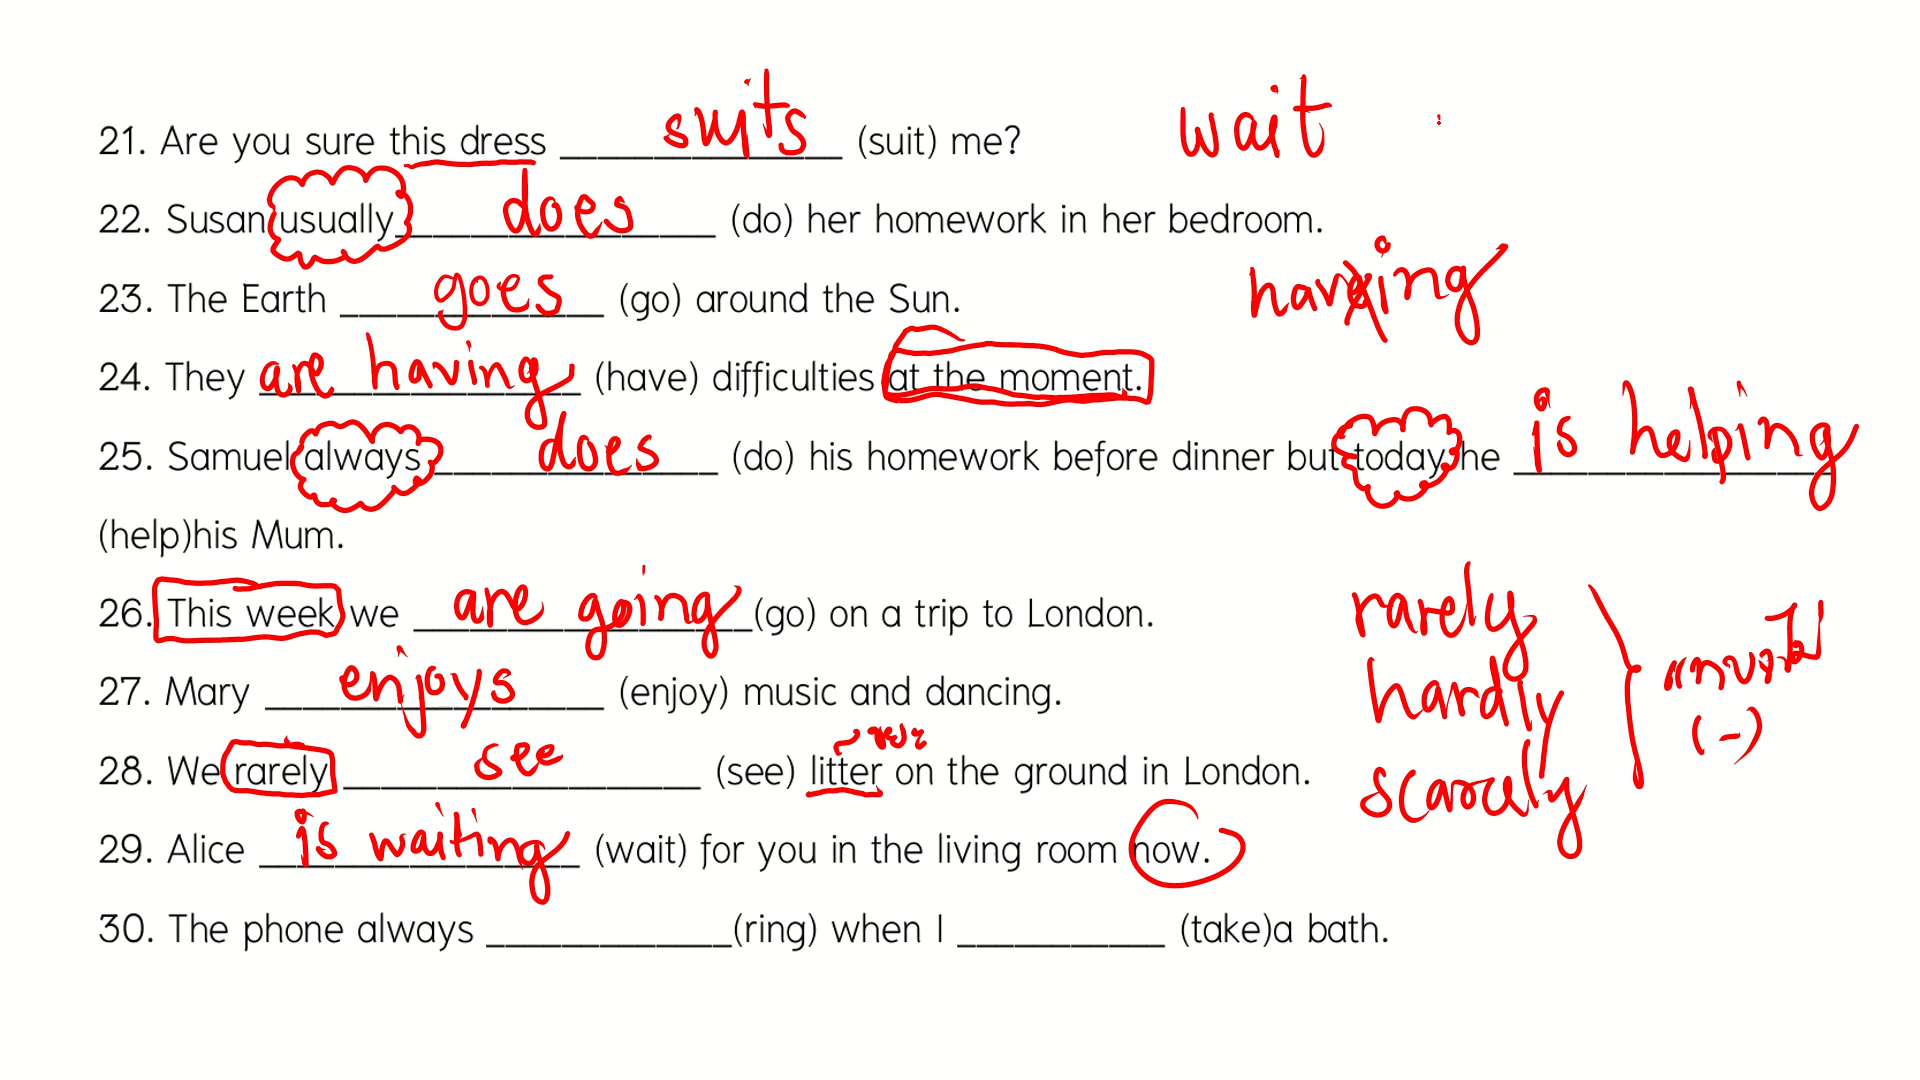 21. Are you sure this dress suits (suit) me? wait
22. Susan usually does (do) her homework in her bedroom.
23. The Earth goes (go) around the Sun. having
24. They are having (have) difficulties at the moment.
25. Samuel always does (do) his homework before dinner but today he is helping
(help)his Mum.
26. This week we are going (go) on a trip to London. rarely
27. Mary enjoys (enjoy) music and dancing. hardly (-)
ขยะ
28. We rarely see (see) litter on the ground in London. scarcely
29. Alice is waiting (wait) for you in the living room now.
30. The phone always _____________(ring) when I ___________ (take)a bath.